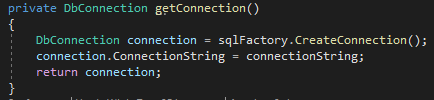 private DbConnection getConnection()
{
DbConnection connection = sqlFactory.CreateConnection();
connection.ConnectionString = connectionString;
return connection;
}